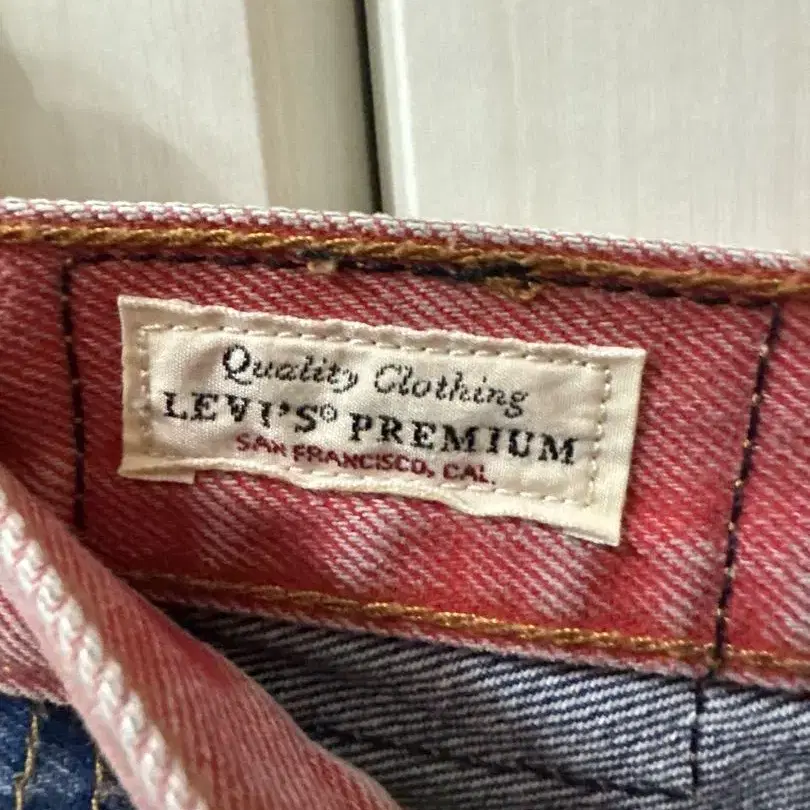 Quality Clothing
LEVI'S® PREMIUM
SAN FRANCISCO, CAL.